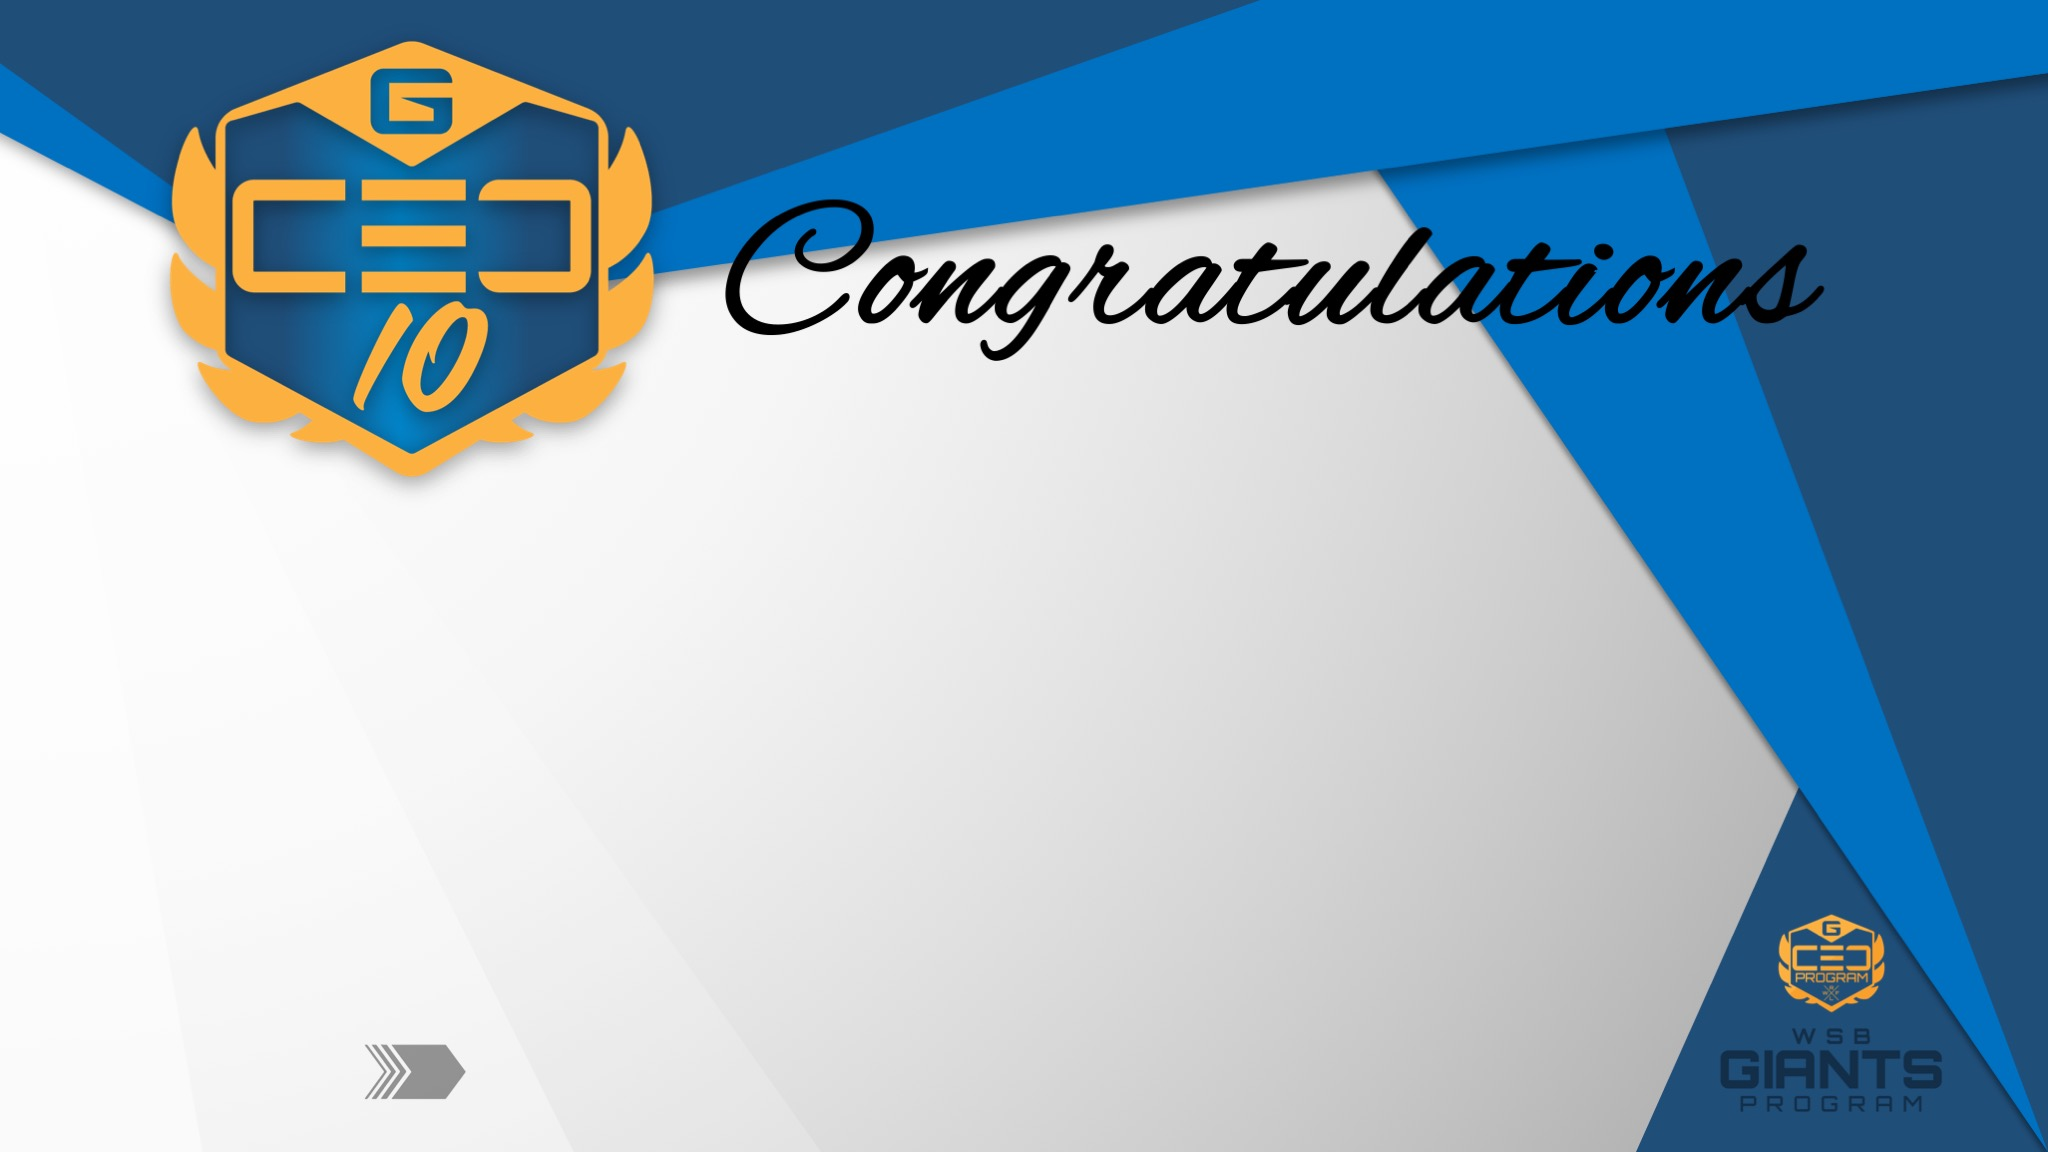 G
CEO
10
Congratulations
G
CEO
PROGRAM
WSB
GIANTS
PROGRAM